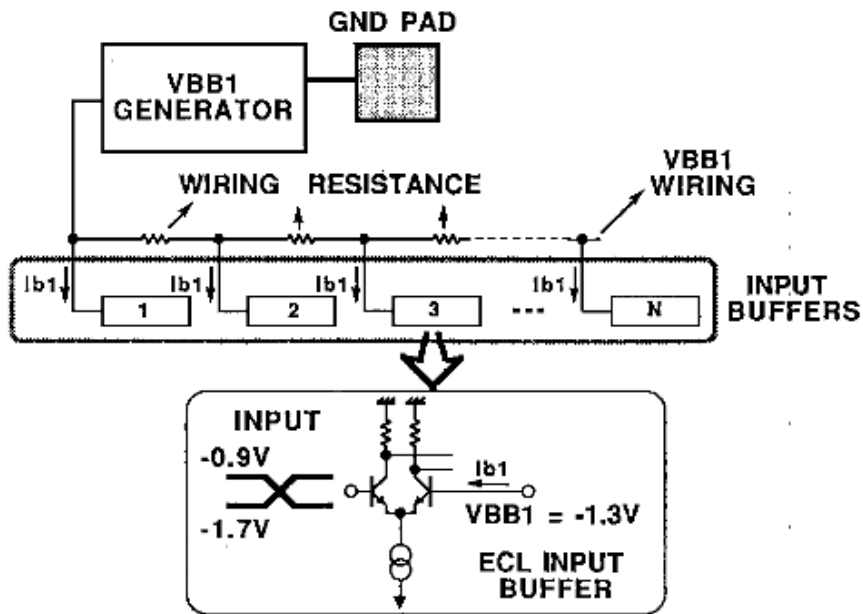 GND PAD
VBB1
GENERATOR
WIRING
RESISTANCE
VBB1
WIRING
Ib1
Ib1
Ib1
Ib1
1
2
3
N
INPUT
BUFFERS
INPUT
-0.9V
-1.7V
Ib1
VBB1 = -1.3V
ECL INPUT
BUFFER